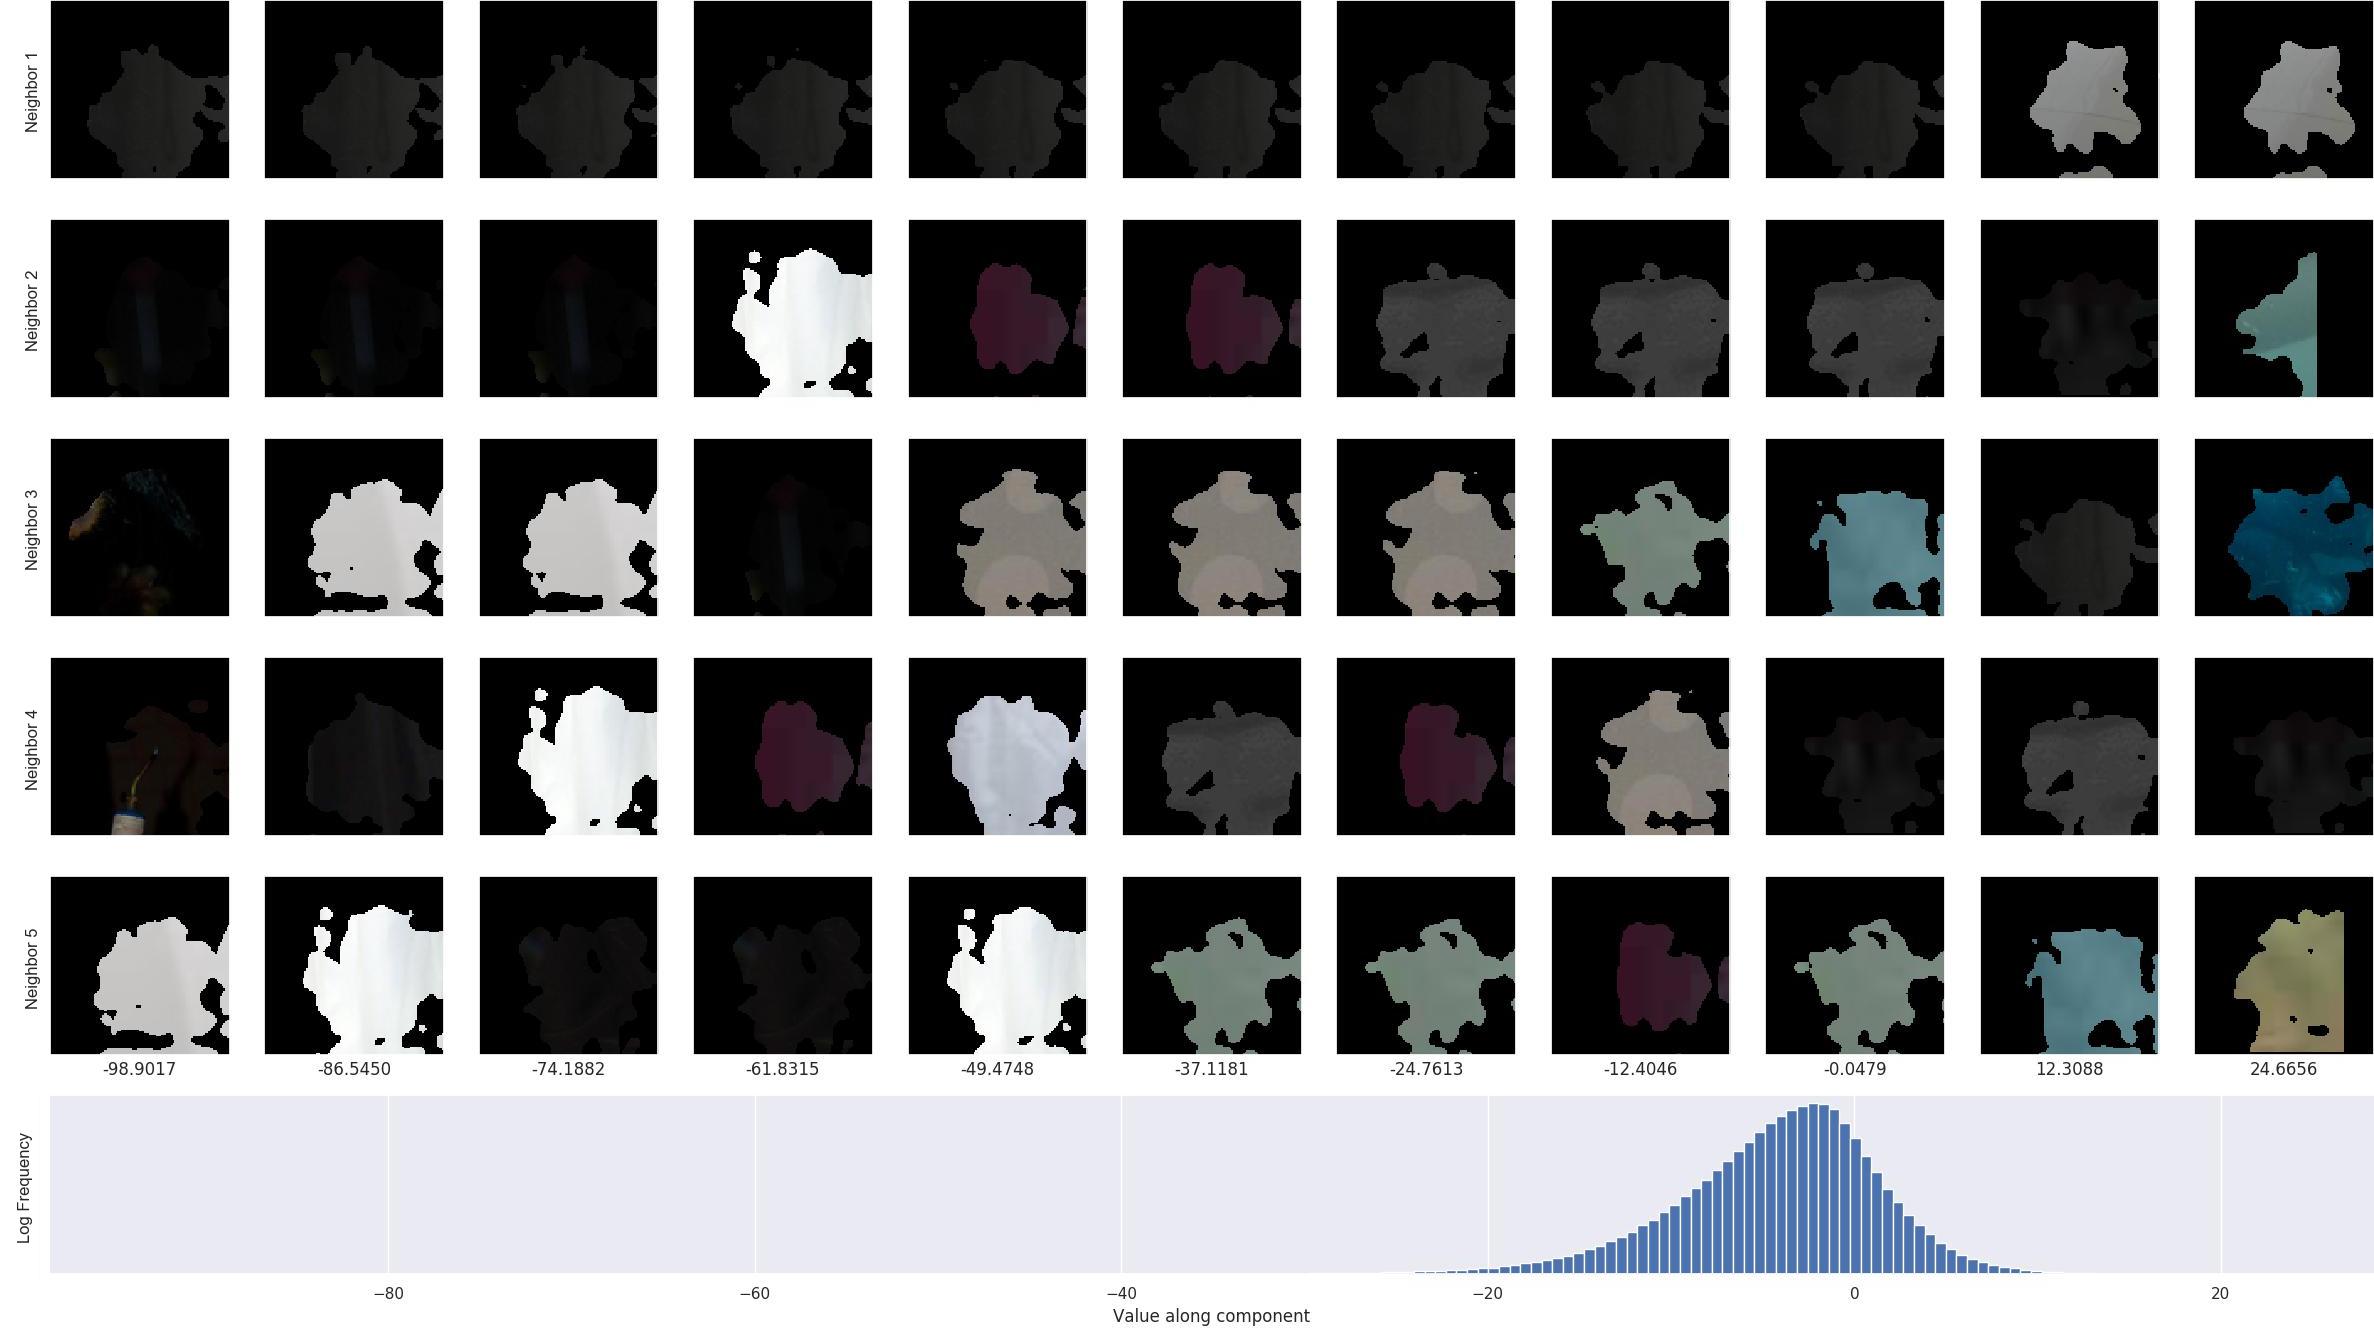 Neighbor 1
Neighbor 2
Neighbor 3
Neighbor 4
Neighbor 5
-98.9017 -86.5450 -74.1882 -61.8315 -49.4748 -37.1181 -24.7613 -12.4046 -0.0479 12.3088 24.6656
Log Frequency
−80 −60 −40 −20 0 20
Value along component